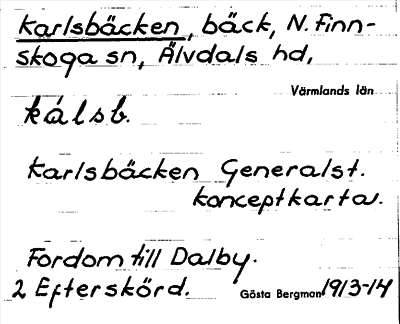 Karlsbäcken, bäck, N. Finn-
skoga sn, Älvdals hd,
Värmlands län
kálsb.
Karlsbäcken Generalst.
konceptkarta.
Fordom till Dalby.
2 Efterskörd. Gösta Bergman 1913-14